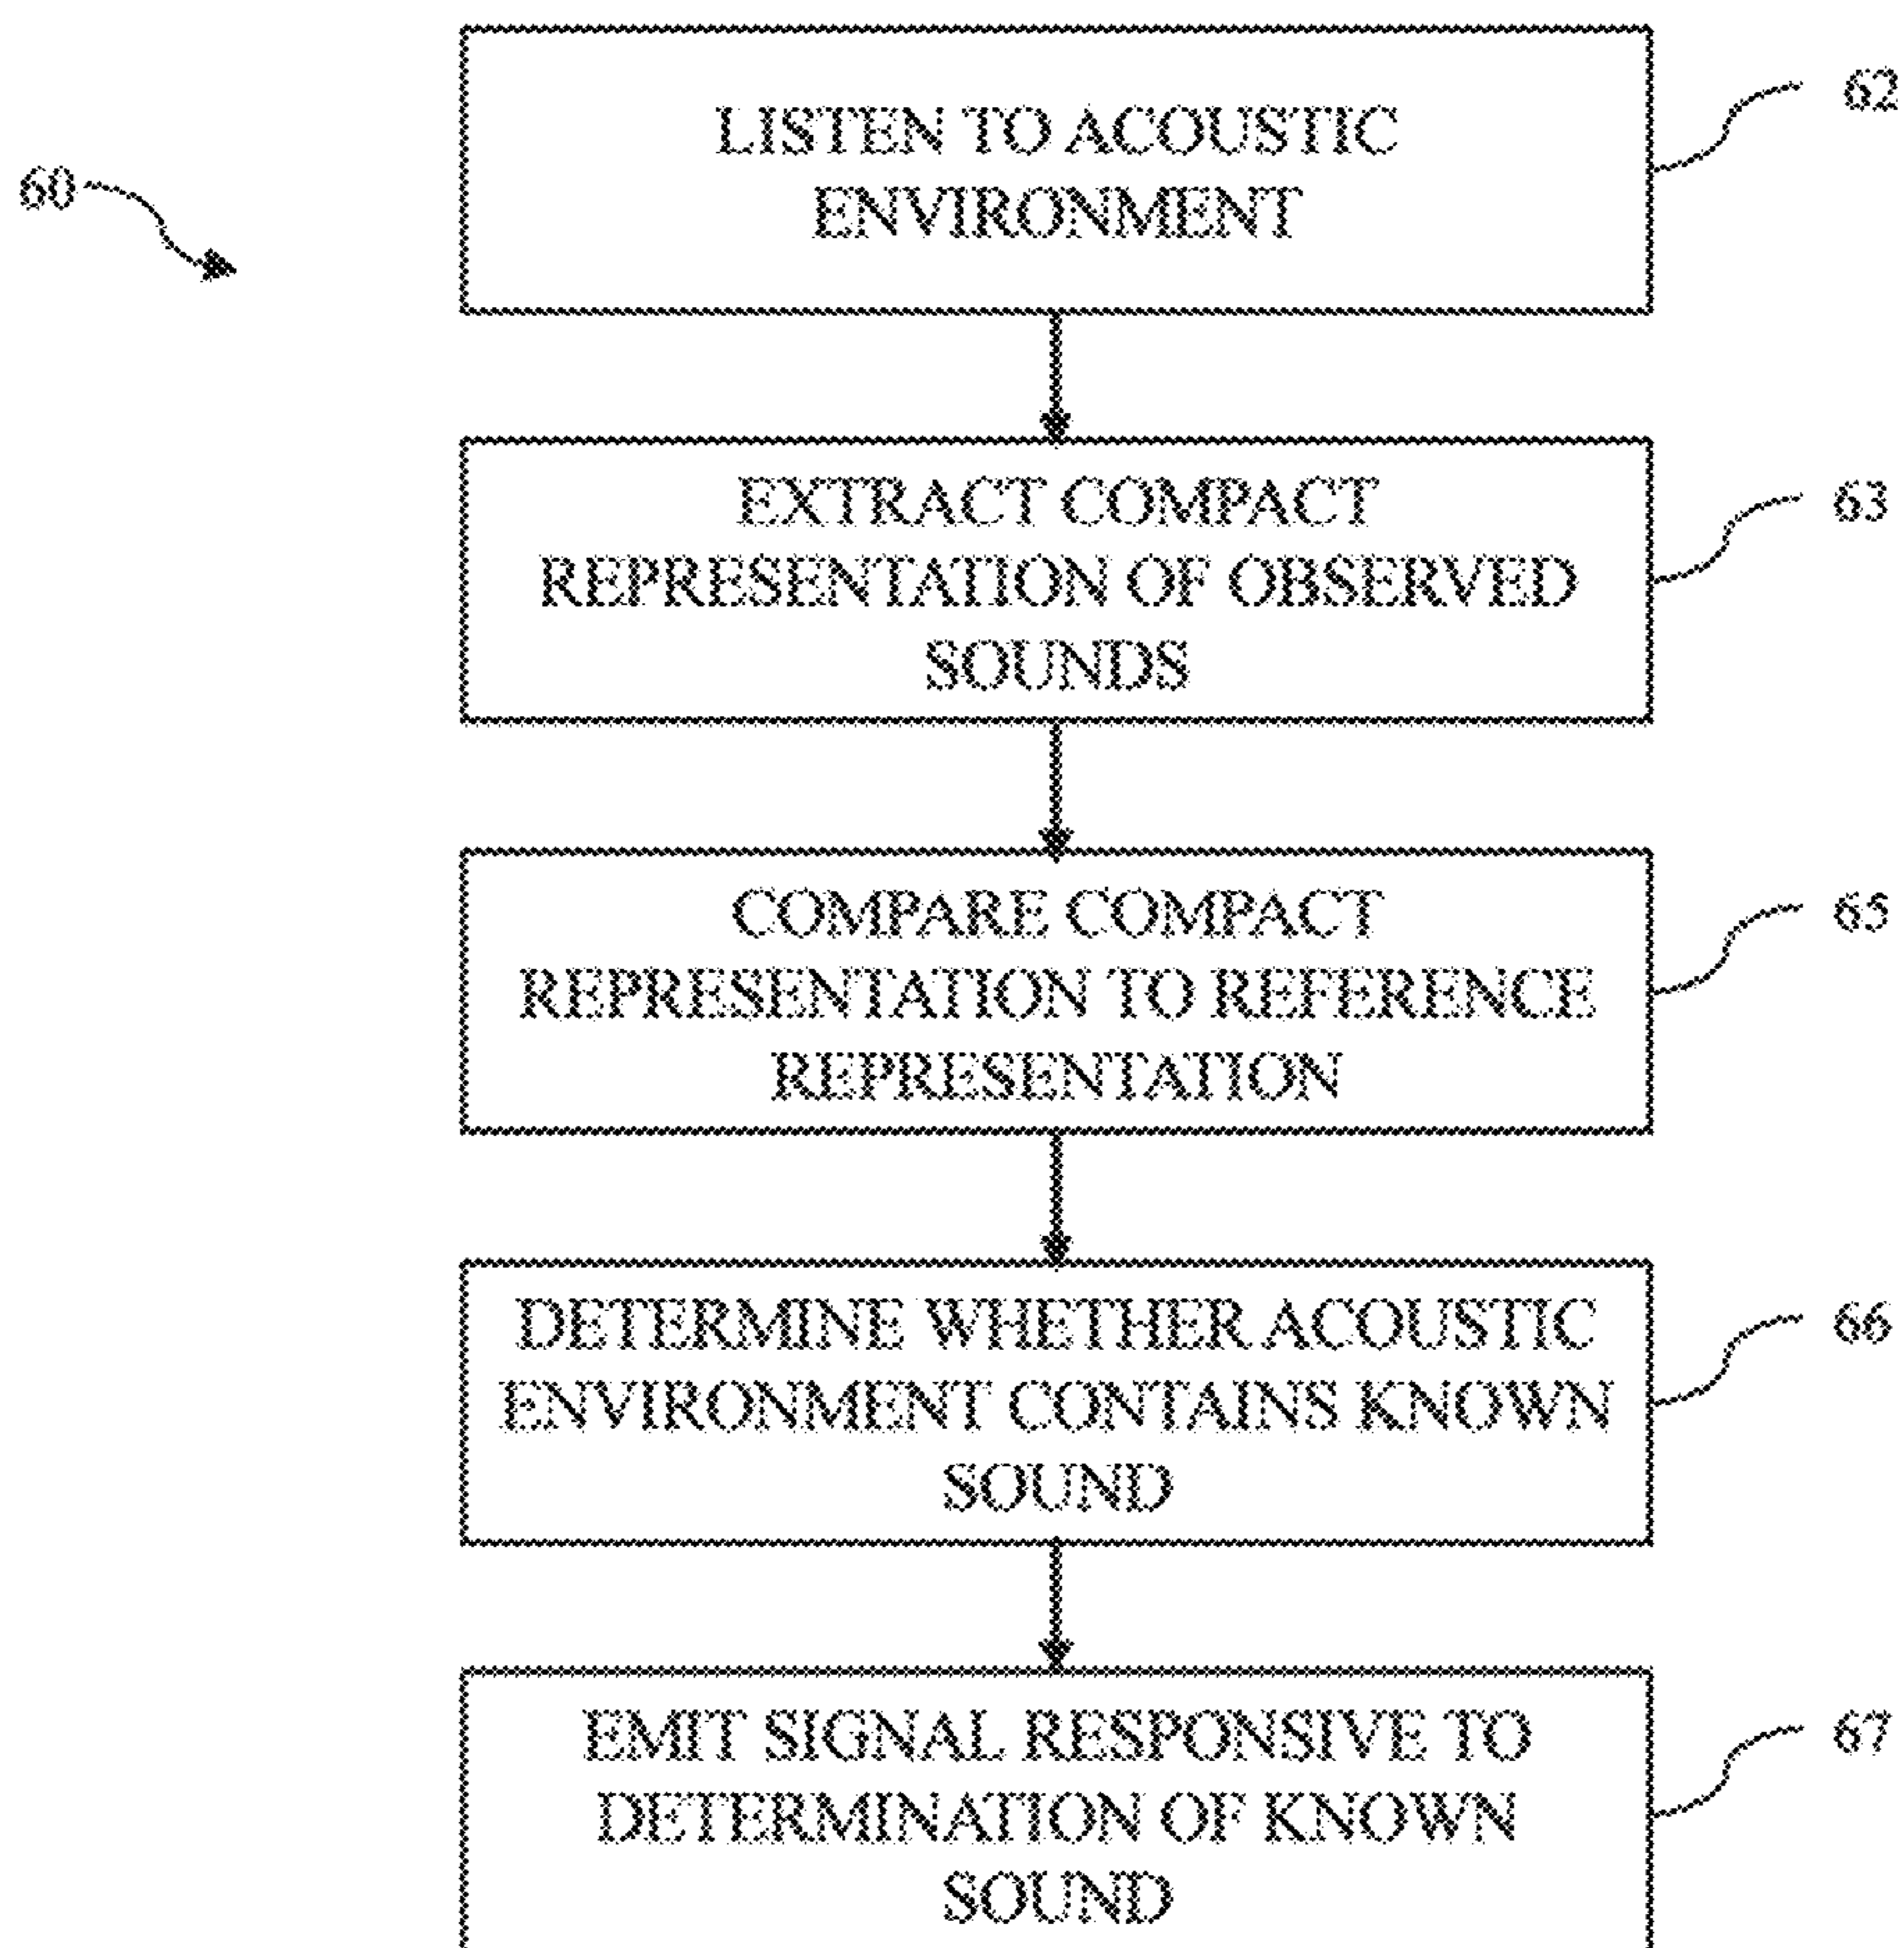 60
LISTEN TO ACOUSTIC
ENVIRONMENT
62
EXTRACT COMPACT
REPRESENTATION OF OBSERVED
SOUNDS
63
COMPARE COMPACT
REPRESENTATION TO REFERENCE
REPRESENTATION
65
DETERMINE WHETHER ACOUSTIC
ENVIRONMENT CONTAINS KNOWN
SOUND
66
EMIT SIGNAL RESPONSIVE TO
DETERMINATION OF KNOWN
SOUND
67